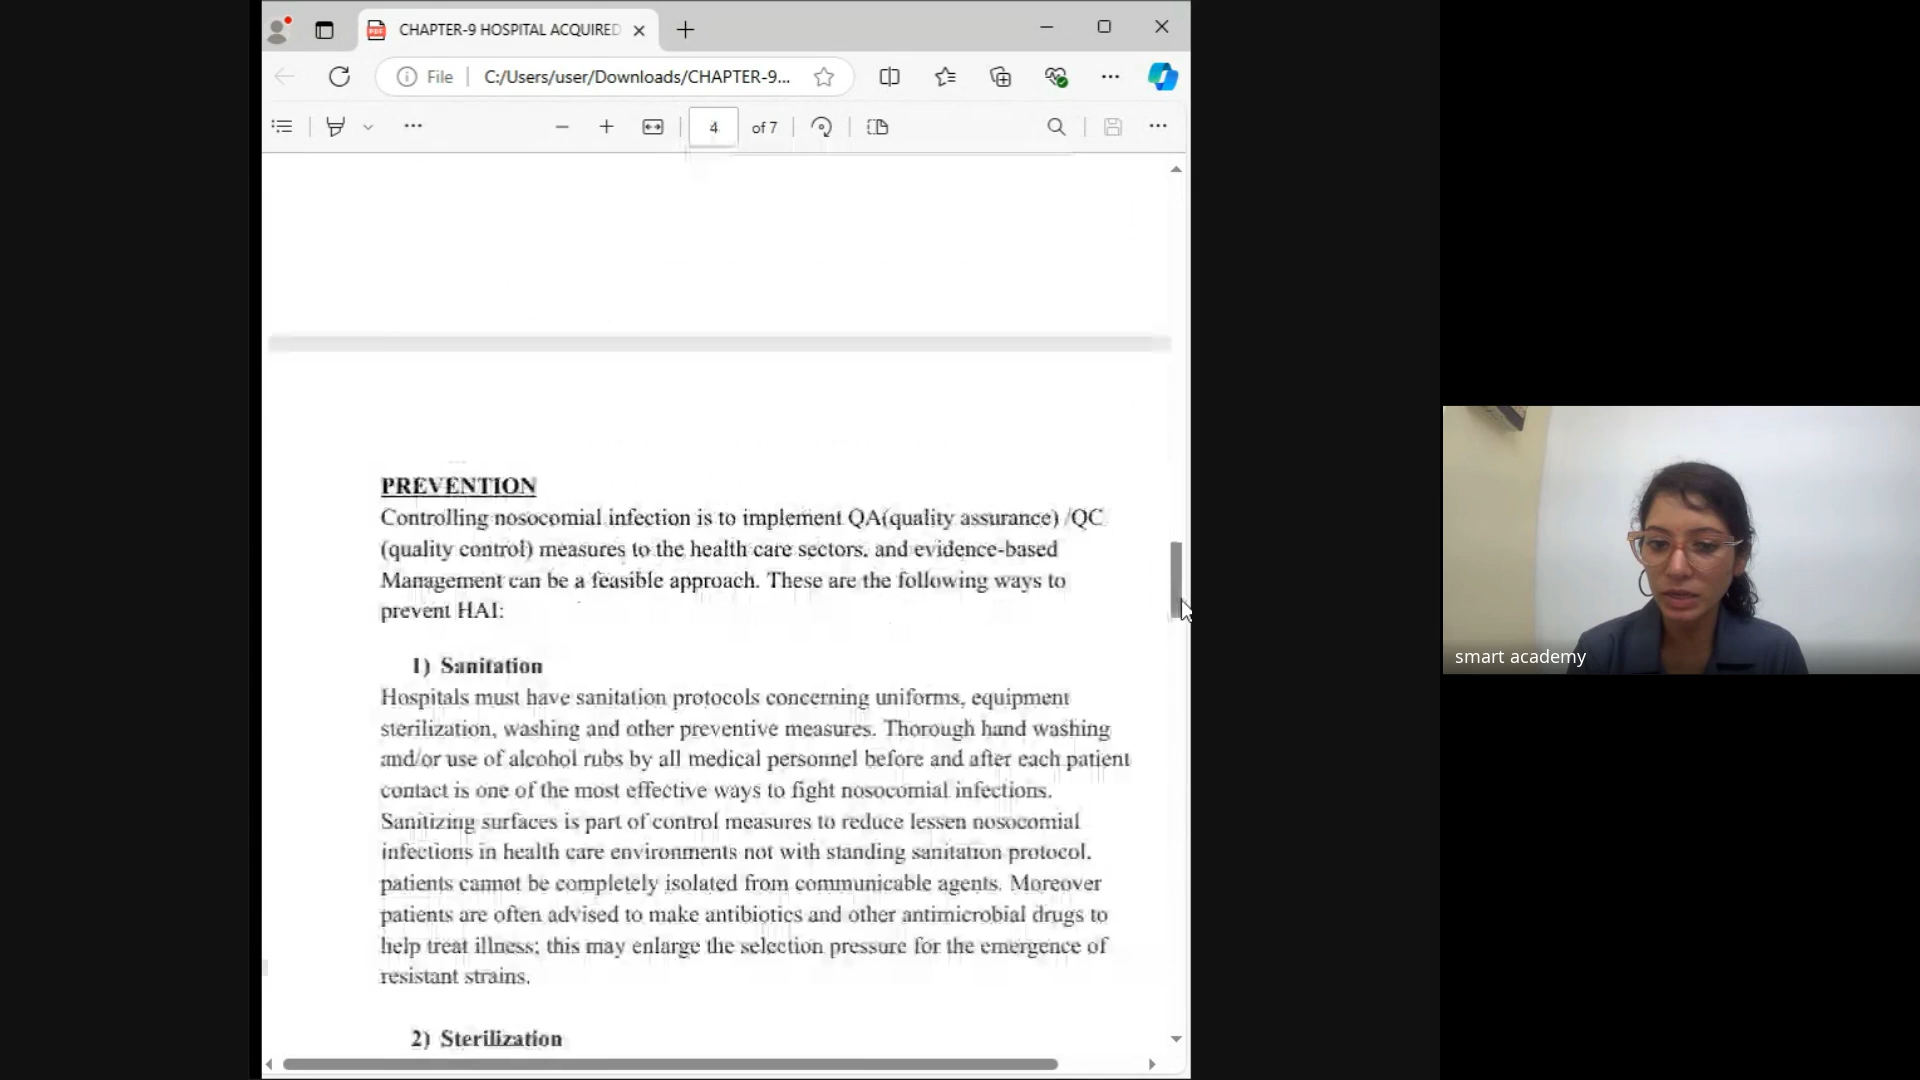 CHAPTER-9 HOSPITAL ACQUIRED
File
C:/Users/user/Downloads/CHAPTER-9...
4 of 7
PREVENTION
Controlling nosocomial infection is to implement QA(quality assurance) /QC
(quality control) measures to the health care sectors. and evidence-based
Management can be a feasible approach. These are the following ways to
prevent HAI:
1) Sanitation
Hospitals must have sanitation protocols concerning uniforms, equipment
sterilization, washing and other preventive measures. Thorough hand washing
and/or use of alcohol rubs by all medical personnel before and after each patient
contact is one of the most effective ways to fight nosocomial infections.
Sanitizing surfaces is part of control measures to reduce lessen nosocomial
infections in health care environments not with standing sanitation protocol.
patients cannot be completely isolated from communicable agents. Moreover
patients are often advised to make antibiotics and other antimicrobial drugs to
help treat illness; this may enlarge the selection pressure for the emergence of
resistant strains.
2) Sterilization
smart academy